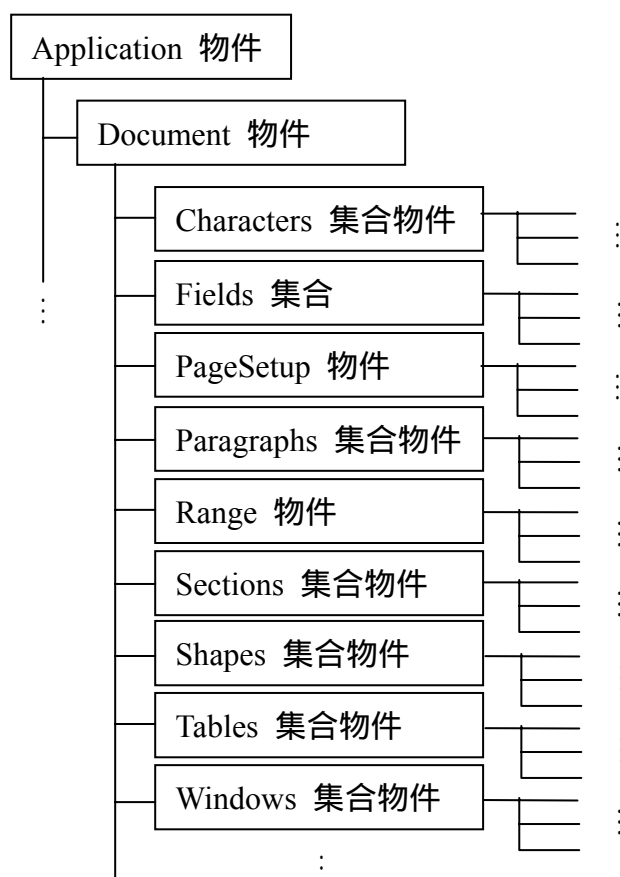 Application 物件
Document 物件
Characters 集合物件
Fields 集合
PageSetup 物件
Paragraphs 集合物件
Range 物件
Sections 集合物件
Shapes 集合物件
Tables 集合物件
Windows 集合物件